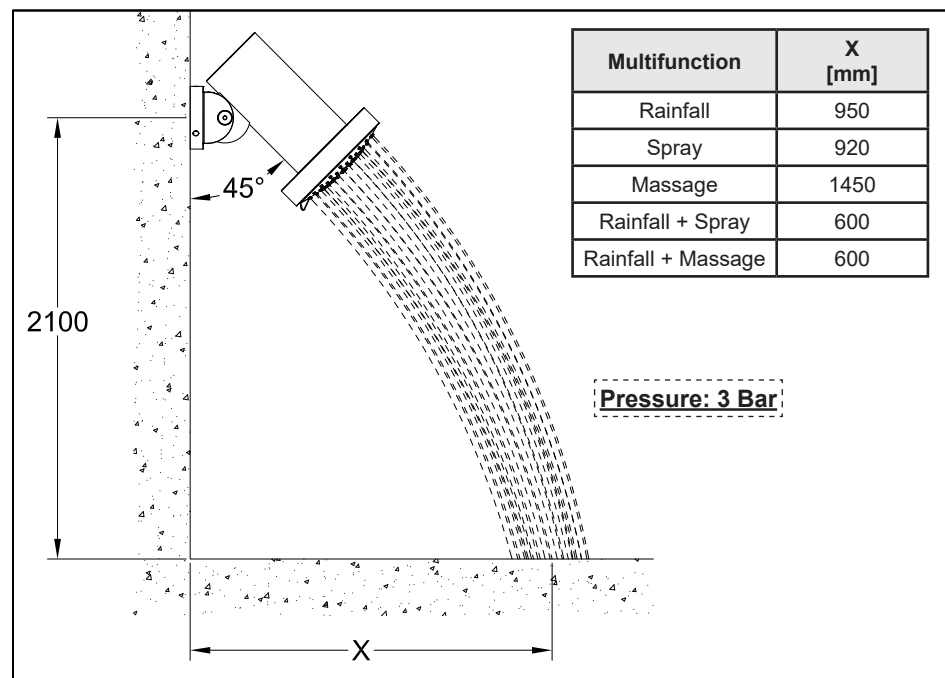 Multifunction X
[mm]
Rainfall 950
Spray 920
Massage 1450
Rainfall + Spray 600
Rainfall + Massage 600
45°
2100
Pressure: 3 Bar
X